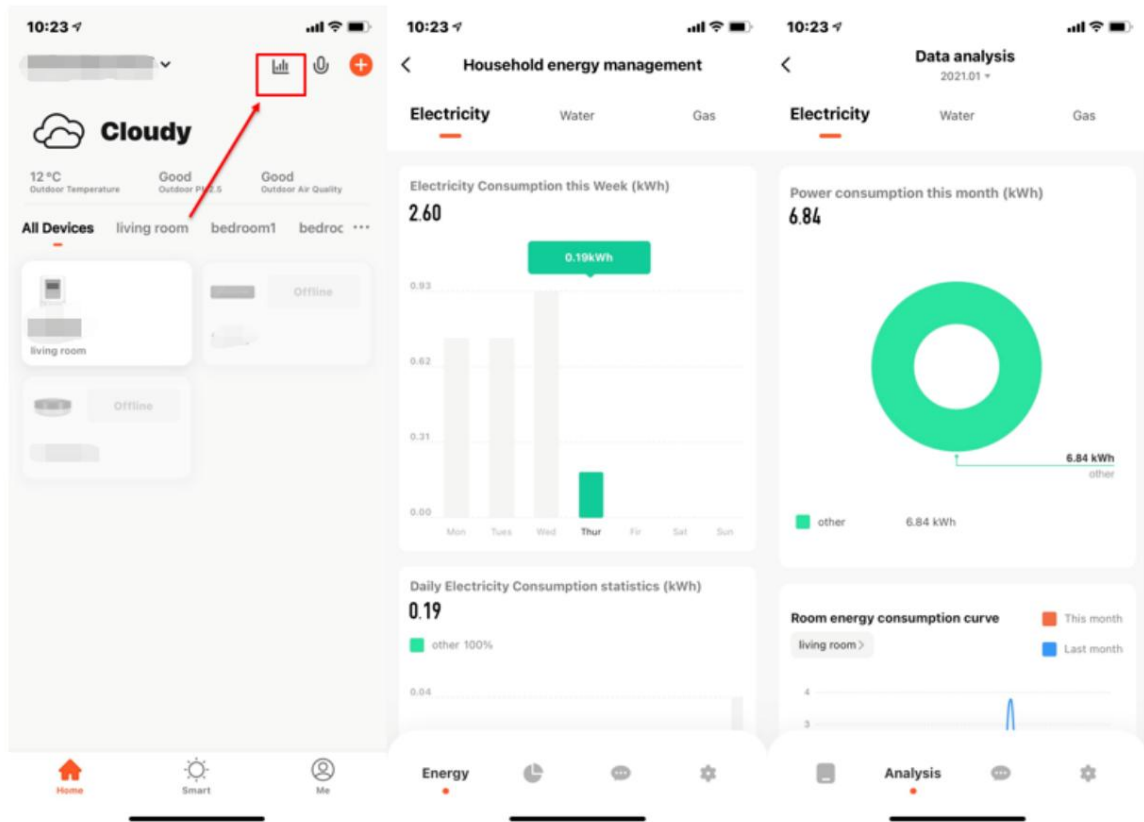 10:23
Cloudy
12 °C
Outdoor Temperature
Good
Outdoor PM2.5
Good
Outdoor Air Quality
All Devices living room bedroom1 bedroc ...
living room
Offline
Offline
Home Smart Me
10:23
Household energy management
Electricity Water Gas
Electricity Consumption this Week (kWh)
2.60
0.19kWh
0.93
0.62
0.31
0.00
Mon Tues Wed Thur Fir Sat Sun
Daily Electricity Consumption statistics (kWh)
0.19
other 100%
0.04
Energy
10:23
Data analysis
2021.01
Electricity Water Gas
Power consumption this month (kWh)
6.84
6.84 kWh
other
other 6.84 kWh
Room energy consumption curve
This month
living room >
Last month
4
3
Analysis